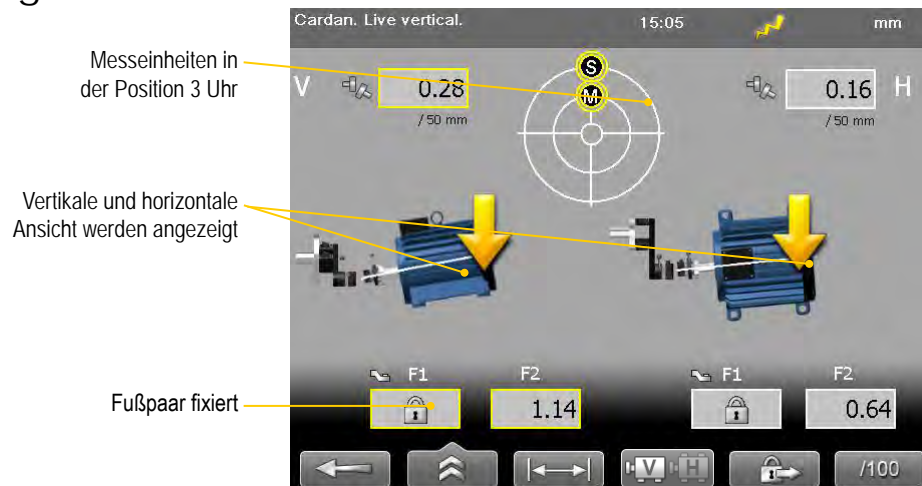 Cardan. Live vertical. 15:05 mm
Messeinheiten in
der Position 3 Uhr
V 0.28 S 0.16 H
M
/ 50 mm / 50 mm
Vertikale und horizontale
Ansicht werden angezeigt
F1 F2 F1 F2
Fußpaar fixiert
1.14 0.64
V H /100